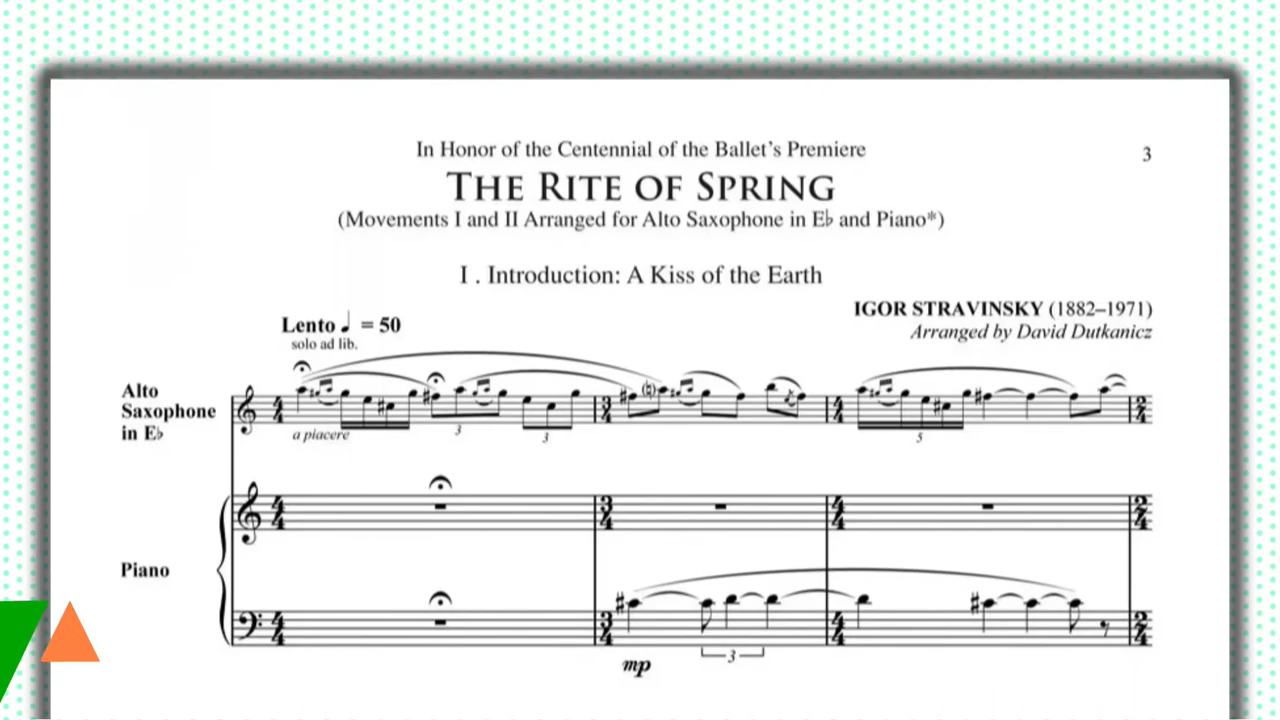 In Honor of the Centennial of the Ballet's Premiere
3
THE RITE OF SPRING
(Movements I and II Arranged for Alto Saxophone in E♭ and Piano*)
I . Introduction: A Kiss of the Earth
IGOR STRAVINSKY (1882–1971)
Arranged by David Dutkanicz
Lento ♩ = 50
solo ad lib.
Alto
Saxophone
in E♭
a piacere
3
3
5
Piano
3
mp